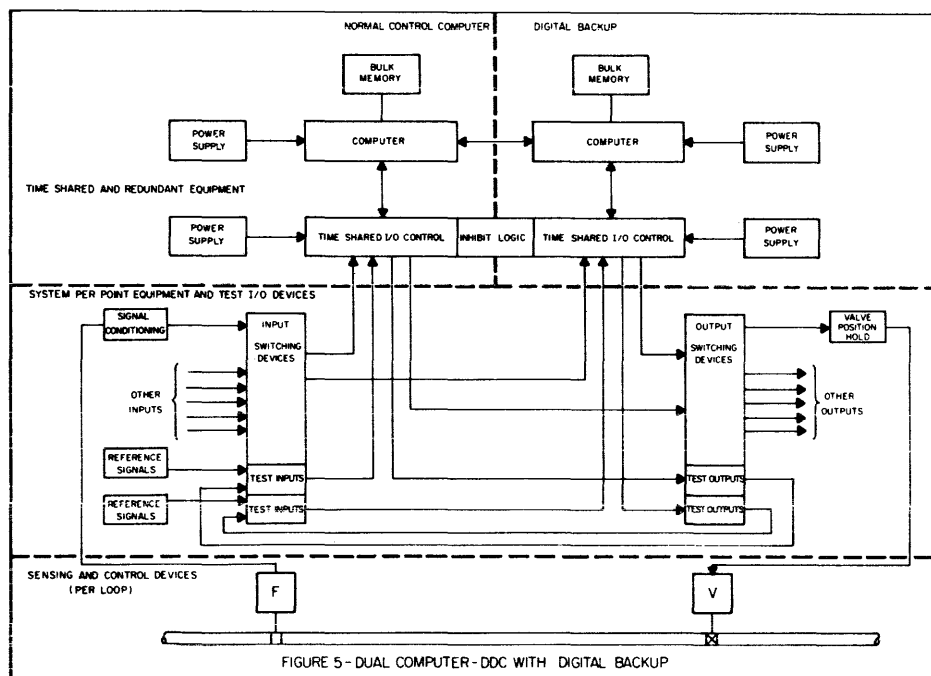 NORMAL CONTROL COMPUTER
DIGITAL BACKUP
BULK
MEMORY
BULK
MEMORY
POWER
SUPPLY
COMPUTER
COMPUTER
POWER
SUPPLY
TIME SHARED AND REDUNDANT EQUIPMENT
POWER
SUPPLY
TIME SHARED I/O CONTROL
INHIBIT LOGIC
TIME SHARED I/O CONTROL
POWER
SUPPLY
SYSTEM PER POINT EQUIPMENT AND TEST I/O DEVICES
SIGNAL
CONDITIONING
INPUT
SWITCHING
DEVICES
OUTPUT
SWITCHING
DEVICES
VALVE
POSITION
HOLD
OTHER
INPUTS
OTHER
OUTPUTS
REFERENCE
SIGNALS
TEST INPUTS
TEST OUTPUTS
REFERENCE
SIGNALS
TEST INPUTS
TEST OUTPUTS
SENSING AND CONTROL DEVICES
(PER LOOP)
F
V
FIGURE 5-DUAL COMPUTER-DDC WITH DIGITAL BACKUP